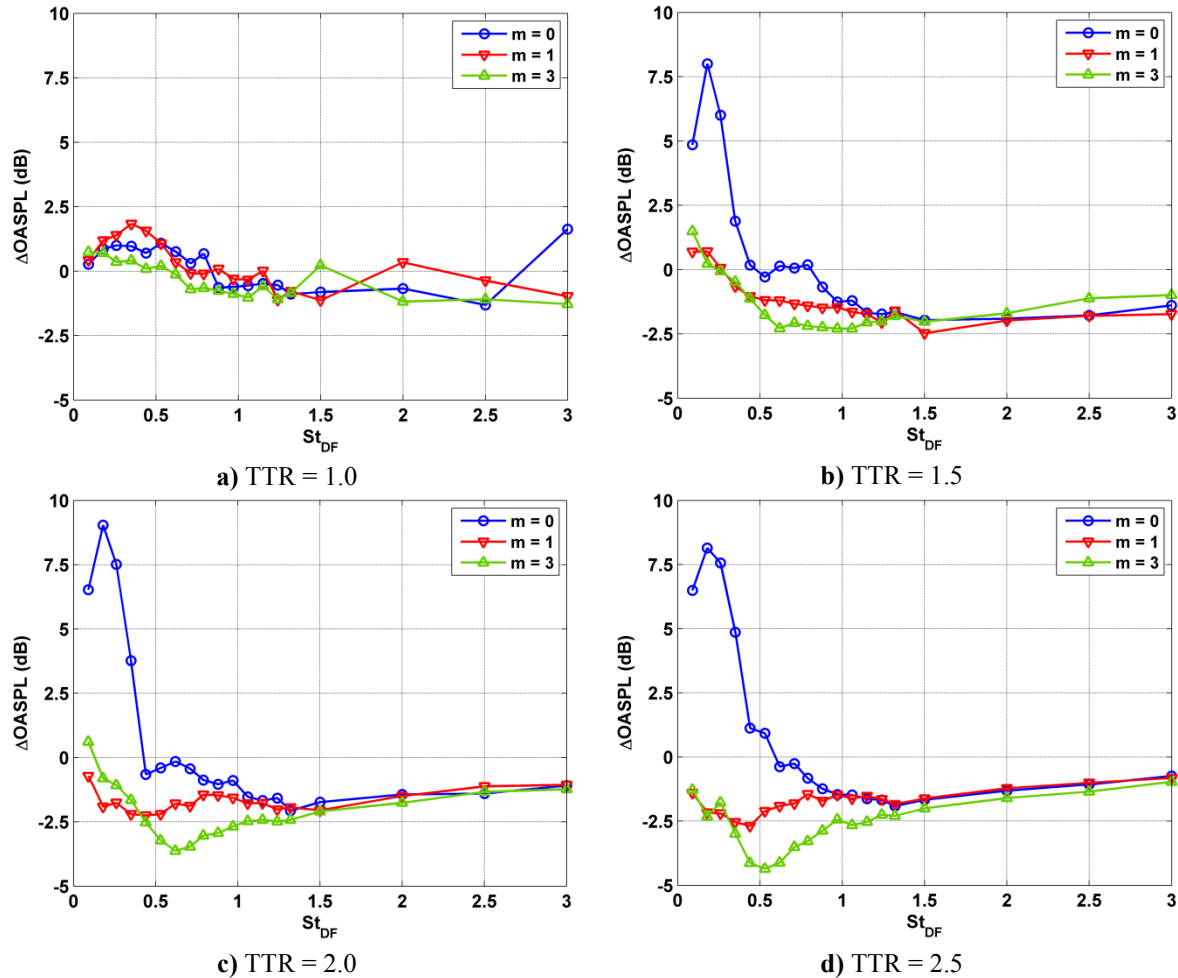 10
7.5
5
2.5
0
-2.5
-5
ΔOASPL (dB)
m = 0
m = 1
m = 3
0 0.5 1 1.5 2 2.5 3
St_DF
a) TTR = 1.0
10
7.5
5
2.5
0
-2.5
-5
ΔOASPL (dB)
m = 0
m = 1
m = 3
0 0.5 1 1.5 2 2.5 3
St_DF
b) TTR = 1.5
10
7.5
5
2.5
0
-2.5
-5
ΔOASPL (dB)
m = 0
m = 1
m = 3
0 0.5 1 1.5 2 2.5 3
St_DF
c) TTR = 2.0
10
7.5
5
2.5
0
-2.5
-5
ΔOASPL (dB)
m = 0
m = 1
m = 3
0 0.5 1 1.5 2 2.5 3
St_DF
d) TTR = 2.5